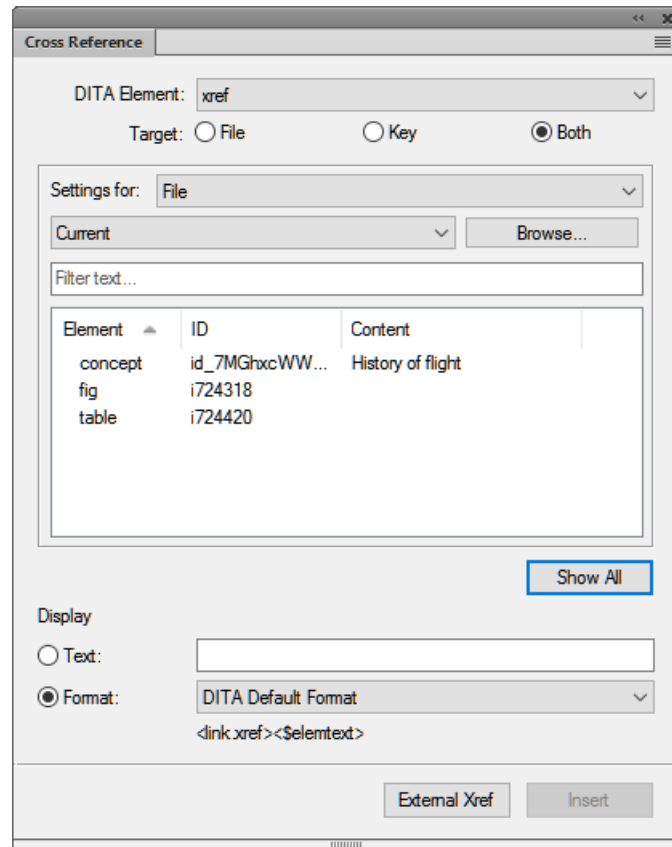 Cross Reference
DITA Element: xref
Target: File Key Both
Settings for: File
Current Browse...
Filter text...
Element ID Content
concept id_7MGhxcWW... History of flight
fig i724318
table i724420
Show All
Display
Text:
Format: DITA Default Format
<link.xref><$elemtext>
External Xref Insert